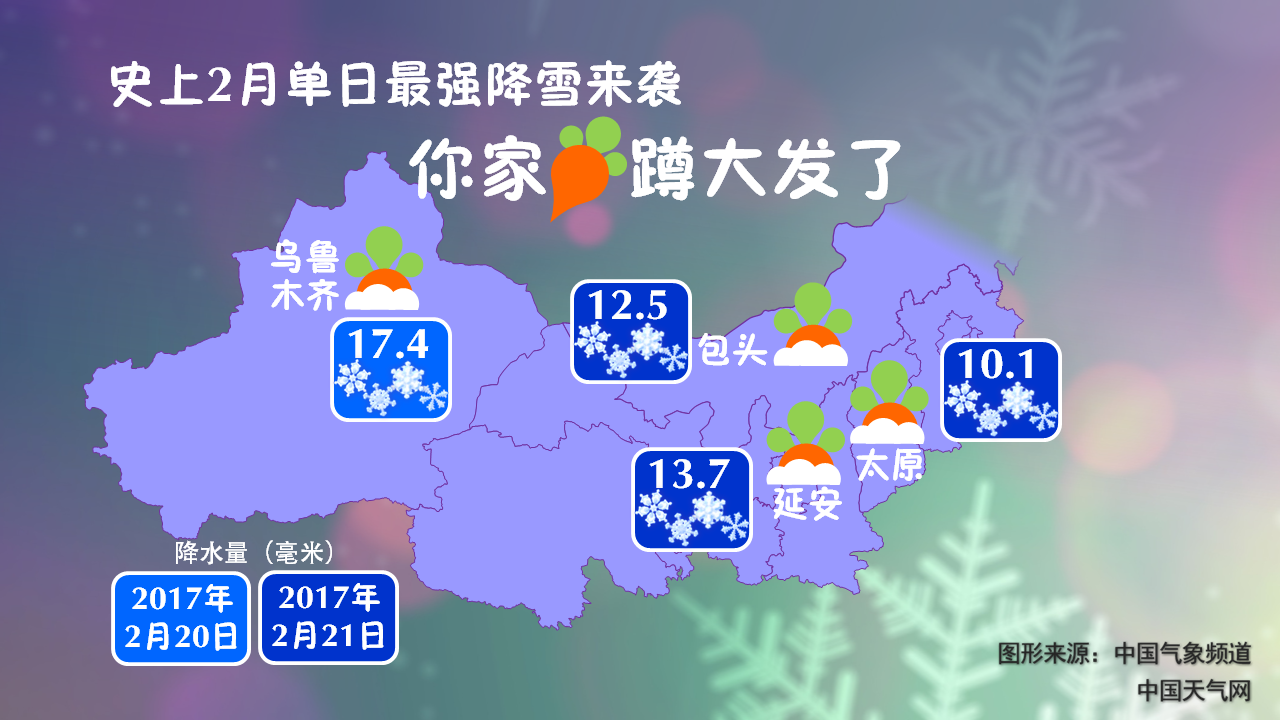 史上2月单日最强降雪来袭
你家蹲大发了
乌鲁
木齐
17.4
12.5
包头
10.1
太原
13.7
延安
降水量（毫米）
2017年
2月20日
2017年
2月21日
图形来源：中国气象频道
中国天气网